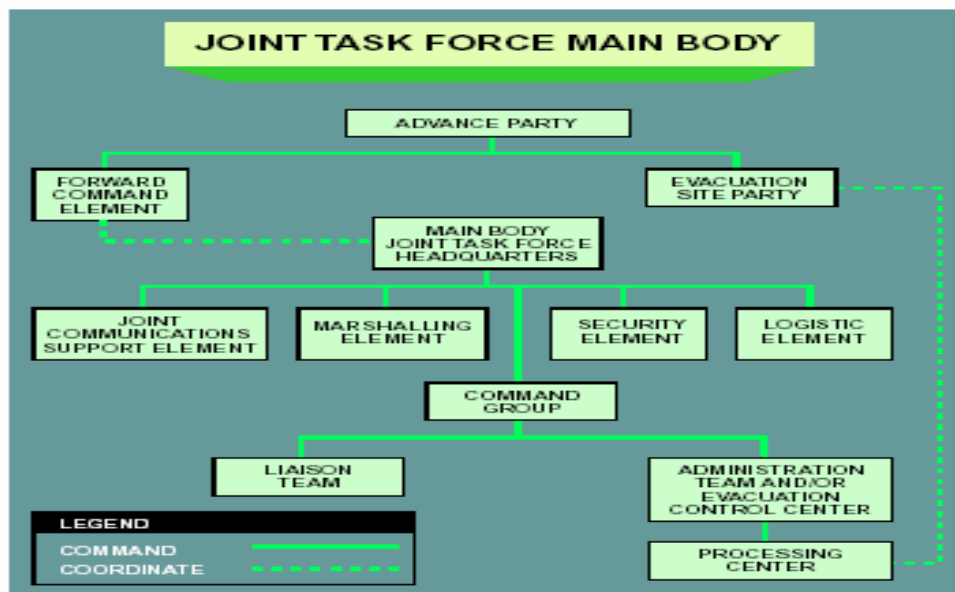 JOINT TASK FORCE MAIN BODY
ADVANCE PARTY
FORWARD
COMMAND
ELEMENT
EVACUATION
SITE PARTY
MAIN BODY
JOINT TASK FORCE
HEADQUARTERS
JOINT
COMMUNICATIONS
SUPPORT ELEMENT
MARSHALLING
ELEMENT
SECURITY
ELEMENT
LOGISTIC
ELEMENT
COMMAND
GROUP
LIAISON
TEAM
ADMINISTRATION
TEAM AND/OR
EVACUATION
CONTROL CENTER
PROCESSING
CENTER
LEGEND
COMMAND
COORDINATE